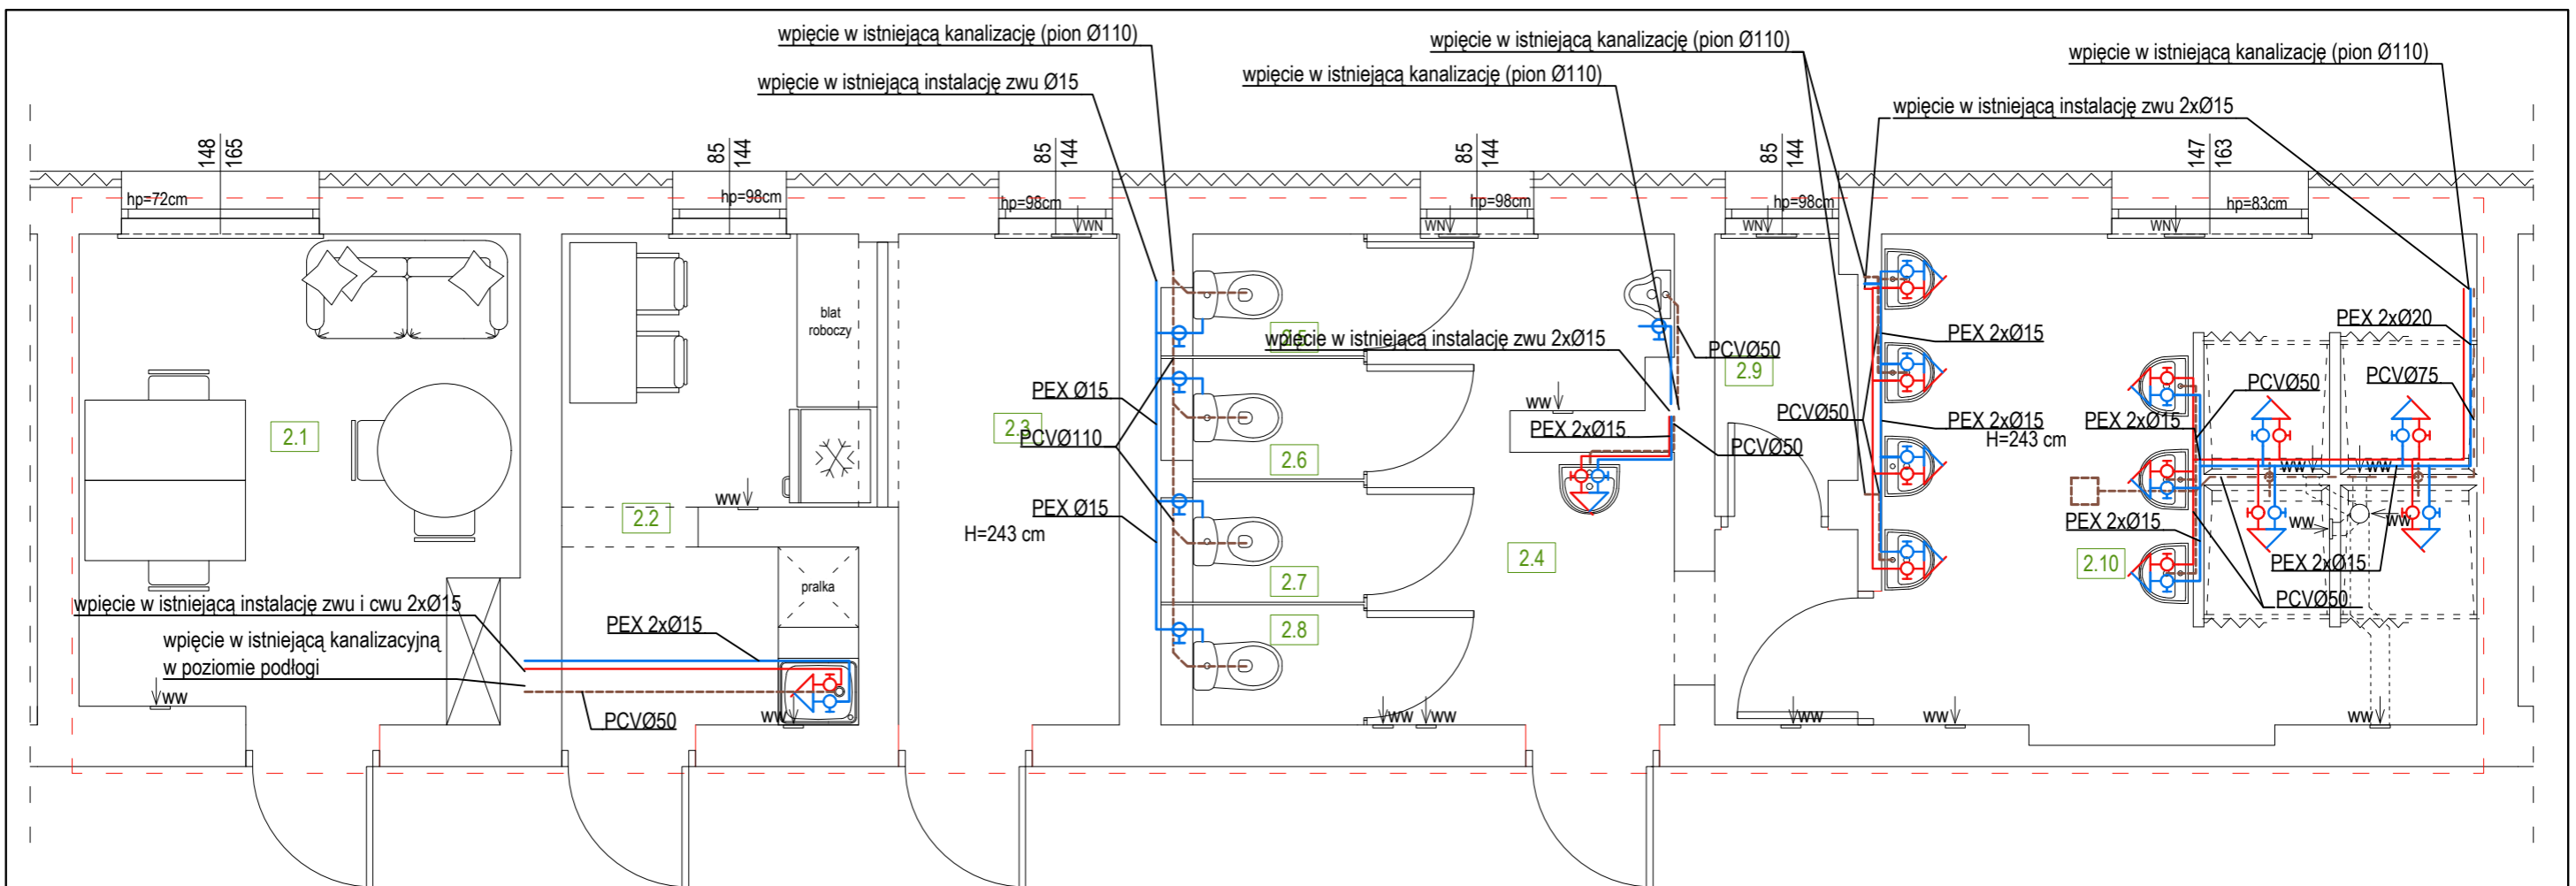 wpięcie w istniejącą kanalizację (pion Ø110)
wpięcie w istniejącą kanalizację (pion Ø110)
wpięcie w istniejącą kanalizację (pion Ø110)
wpięcie w istniejącą instalację zwu Ø15
wpięcie w istniejącą kanalizację (pion Ø110)
wpięcie w istniejącą instalację zwu 2xØ15
148
165
85
144
85
144
85
144
85
144
147
163
hp=72cm
hp=98cm
hp=98cm
hp=98cm
hp=98cm
hp=83cm
WN
WN
WN
WN
blat
roboczy
2.5
wpięcie w istniejącą instalację zwu 2xØ15
PCVØ50
2.9
PEX 2xØ15
PEX 2xØ20
PEX Ø15
PCVØ50
PCVØ75
ww
PCVØ50
PEX 2xØ15
H=243 cm
PEX 2xØ15
2.1
2.3
PCVØ110
PEX 2xØ15
PCVØ50
2.6
ww
ww
ww
2.2
PEX Ø15
H=243 cm
ww
ww
PEX 2xØ15
2.4
2.10
PEX 2xØ15
2.7
pralka
PCVØ50
wpięcie w istniejącą instalację zwu i cwu 2xØ15
PEX 2xØ15
2.8
wpięcie w istniejącą kanalizacyjną
w poziomie podłogi
ww
PCVØ50
ww
ww
ww
ww
ww
ww